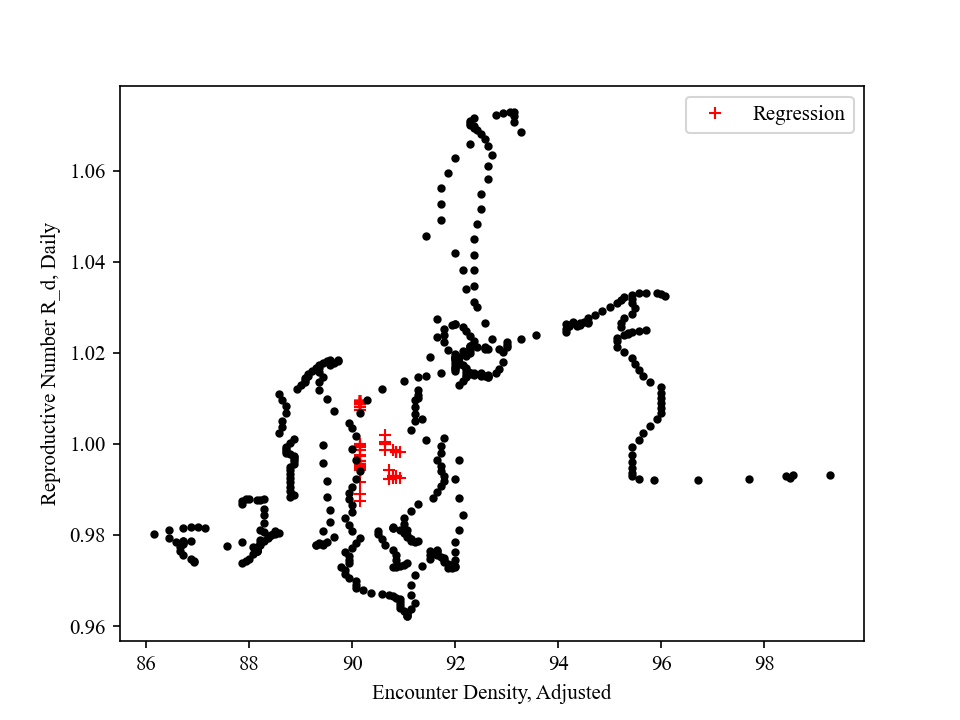 Regression
1.06
1.04
1.02
1.00
0.98
0.96
Reproductive Number R_d, Daily
86 88 90 92 94 96 98
Encounter Density, Adjusted